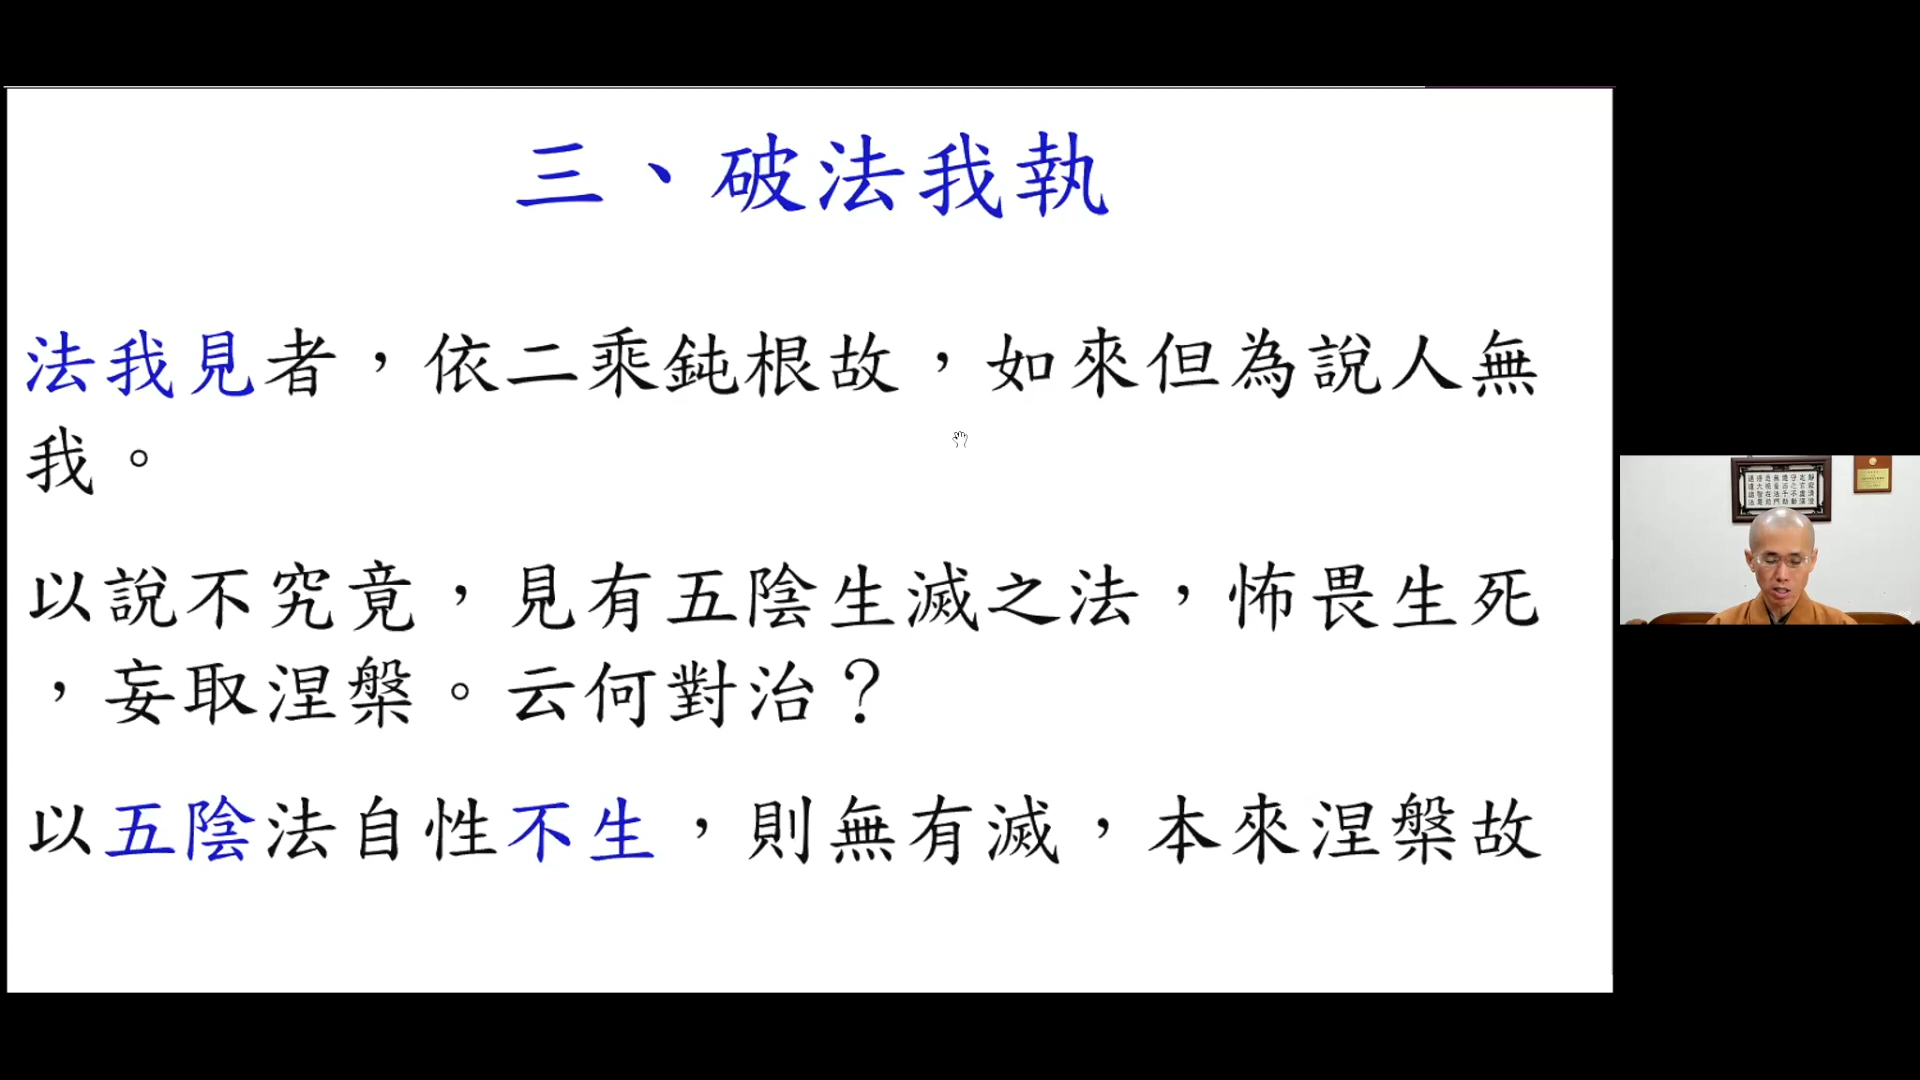 三、破法我執
法我見者，依二乘鈍根故，如來但為說人無
我。
以說不究竟，見有五陰生滅之法，怖畏生死
，妄取涅槃。云何對治？
以五陰法自性不生，則無有滅，本來涅槃故